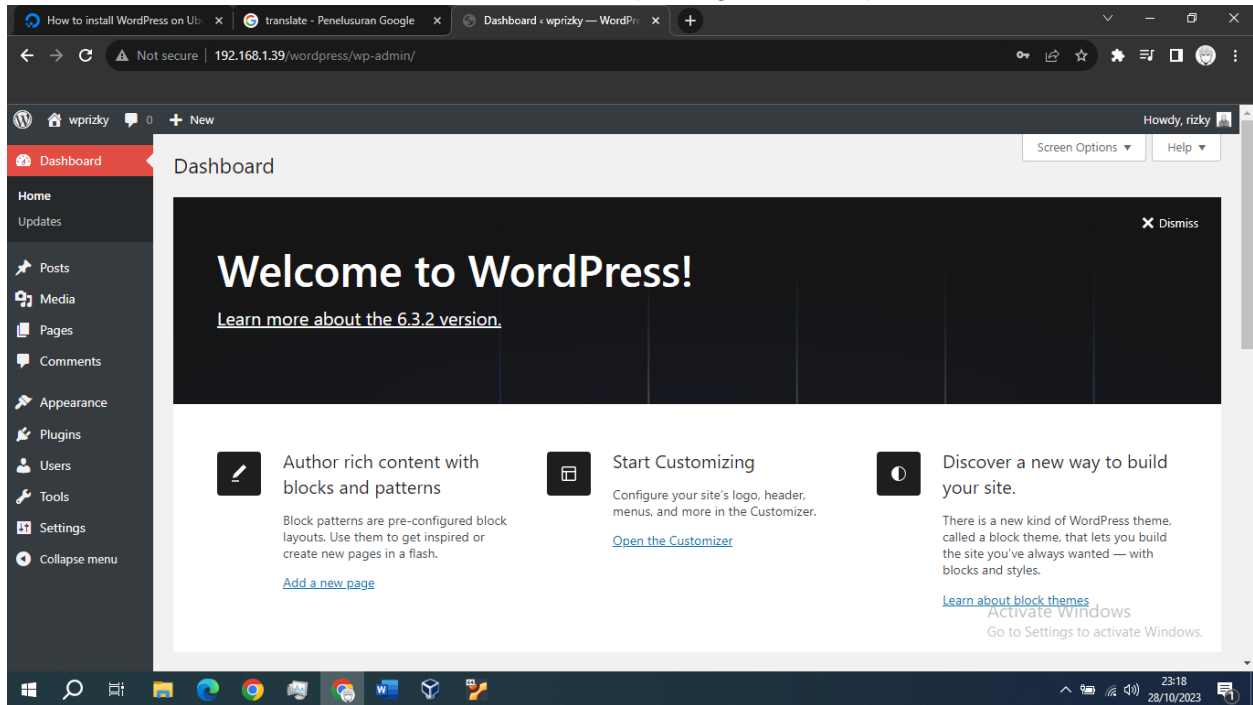 How to install WordPress on Ub
translate - Penelusuran Google
Dashboard ‹ wprizky — WordPr
Not secure
192.168.1.39/wordpress/wp-admin/
wprizky
0
New
Howdy, rizky
Dashboard
Home
Updates
Posts
Media
Pages
Comments
Appearance
Plugins
Users
Tools
Settings
Collapse menu
Dashboard
Screen Options
Help
Dismiss
Welcome to WordPress!
Learn more about the 6.3.2 version.
Author rich content with
blocks and patterns
Block patterns are pre-configured block
layouts. Use them to get inspired or
create new pages in a flash.
Add a new page
Start Customizing
Configure your site's logo, header,
menus, and more in the Customizer.
Open the Customizer
Discover a new way to build
your site.
There is a new kind of WordPress theme,
called a block theme, that lets you build
the site you've always wanted — with
blocks and styles.
Learn about block themes
Activate Windows
Go to Settings to activate Windows.
23:18
28/10/2023
1